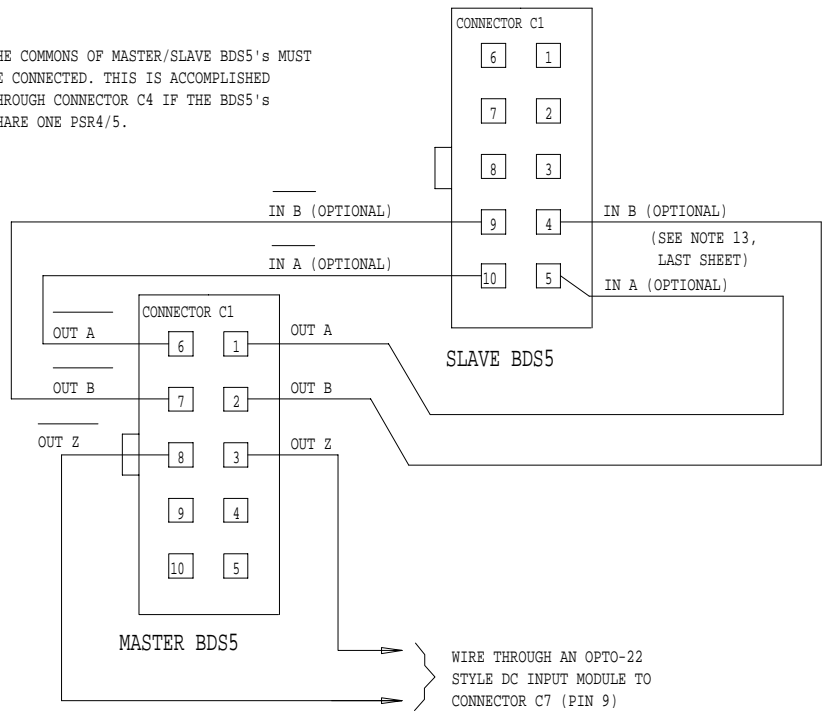 HE COMMONS OF MASTER/SLAVE BDS5's MUST
E CONNECTED. THIS IS ACCOMPLISHED
HROUGH CONNECTOR C4 IF THE BDS5's
HARE ONE PSR4/5.
CONNECTOR C1
6 1
7 2
8 3
IN B (OPTIONAL) 9 4 IN B (OPTIONAL)
(SEE NOTE 13,
LAST SHEET)
IN A (OPTIONAL) 10 5 IN A (OPTIONAL)
SLAVE BDS5
CONNECTOR C1
OUT A 6 1 OUT A
OUT B 7 2 OUT B
OUT Z 8 3 OUT Z
9 4
10 5
MASTER BDS5
WIRE THROUGH AN OPTO-22
STYLE DC INPUT MODULE TO
CONNECTOR C7 (PIN 9)